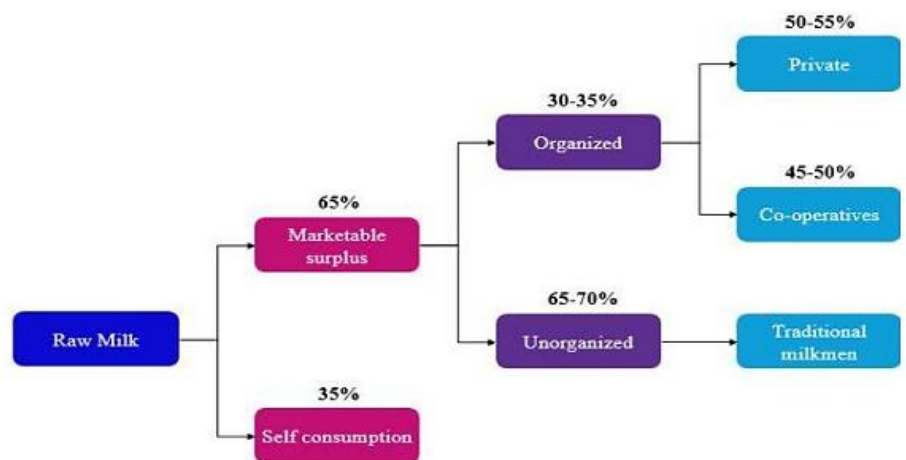 50-55%
Private
30-35%
Organized
45-50%
Co-operatives
65%
Marketable
surplus
65-70%
Unorganized
Traditional
milkmen
Raw Milk
35%
Self consumption